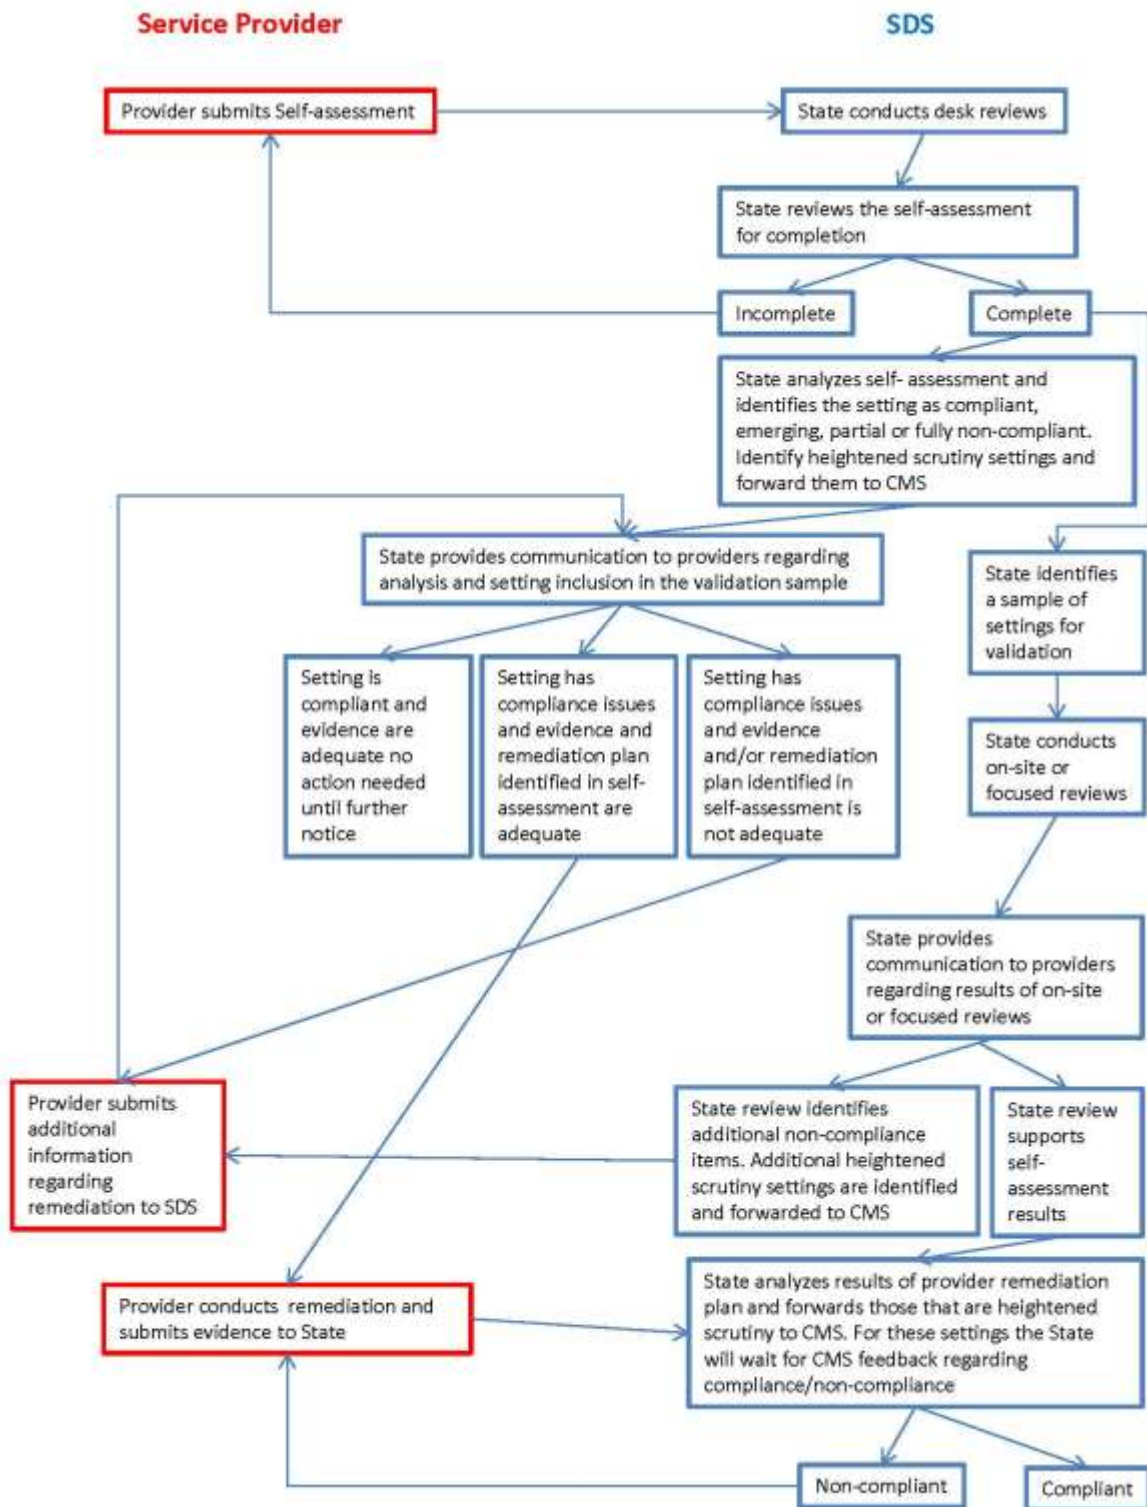 Service Provider
SDS
Provider submits Self-assessment
State conducts desk reviews
State reviews the self-assessment
for completion
Incomplete
Complete
State analyzes self- assessment and
identifies the setting as compliant,
emerging, partial or fully non-compliant.
Identify heightened scrutiny settings and
forward them to CMS
State provides communication to providers regarding
analysis and setting inclusion in the validation sample
State identifies
a sample of
settings for
validation
Setting is
compliant and
evidence are
adequate no
action needed
until further
notice
Setting has
compliance issues
and evidence and
remediation plan
identified in self-
assessment are
adequate
Setting has
compliance issues
and evidence
and/or remediation
plan identified in
self-assessment is
not adequate
State conducts
on-site or
focused reviews
State provides
communication to providers
regarding results of on-site
or focused reviews
Provider submits
additional
information
regarding
remediation to SDS
State review identifies
additional non-compliance
items. Additional heightened
scrutiny settings are identified
and forwarded to CMS
State review
supports
self-
assessment
results
Provider conducts remediation and
submits evidence to State
State analyzes results of provider remediation
plan and forwards those that are heightened
scrutiny to CMS. For these settings the State
will wait for CMS feedback regarding
compliance/non-compliance
Non-compliant
Compliant